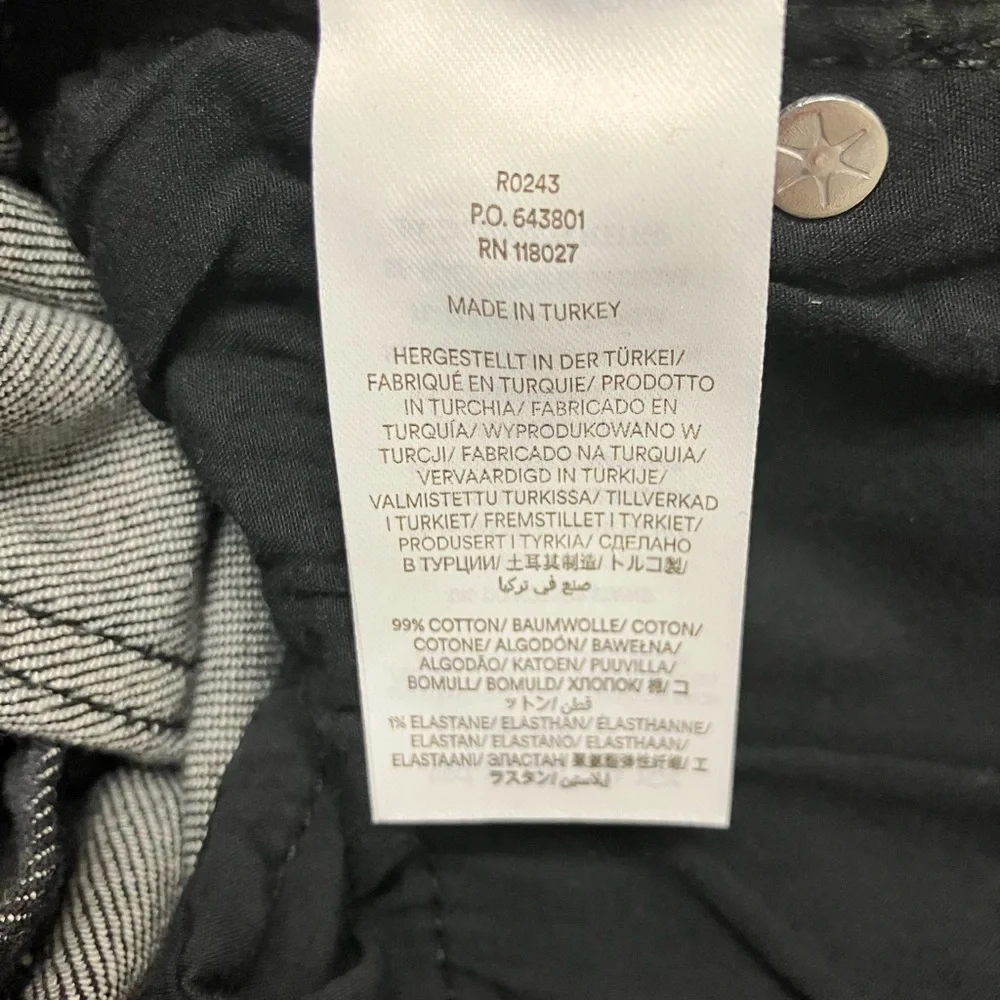 R0243
P.O. 643801
RN 118027
MADE IN TURKEY
HERGESTELLT IN DER TÜRKEI/
FABRIQUÉ EN TURQUIE/ PRODOTTO
IN TURCHIA/ FABRICADO EN
TURQUÍA/ WYPRODUKOWANO W
TURCJI/ FABRICADO NA TURQUIA/
VERVAARDIGD IN TURKIJE/
VALMISTETTU TURKISSA/ TILLVERKAD
I TURKIET/ FREMSTILLET I TYRKIET/
PRODUSERT I TYRKIA/ СДЕЛАНО
В ТУРЦИИ/ 土耳其制造/ トルコ製/
صنع في تركيا
99% COTTON/ BAUMWOLLE/ COTON/
COTONE/ ALGODÓN/ BAWEŁNA/
ALGODÃO/ KATOEN/ PUUVILLA/
BOMULL/ BOMULD/ ХЛОПОК/ 棉/ コ
ットン/ قطن/
1% ELASTANE/ ELASTHAN/ ÉLASTHANNE/
ELASTAN/ ELASTANO/ ELASTHAAN/
ELASTAANI/ ЭЛАСТАН/ 聚氨酯弹性纤维/ エ
ラスタン/ إيلاستين